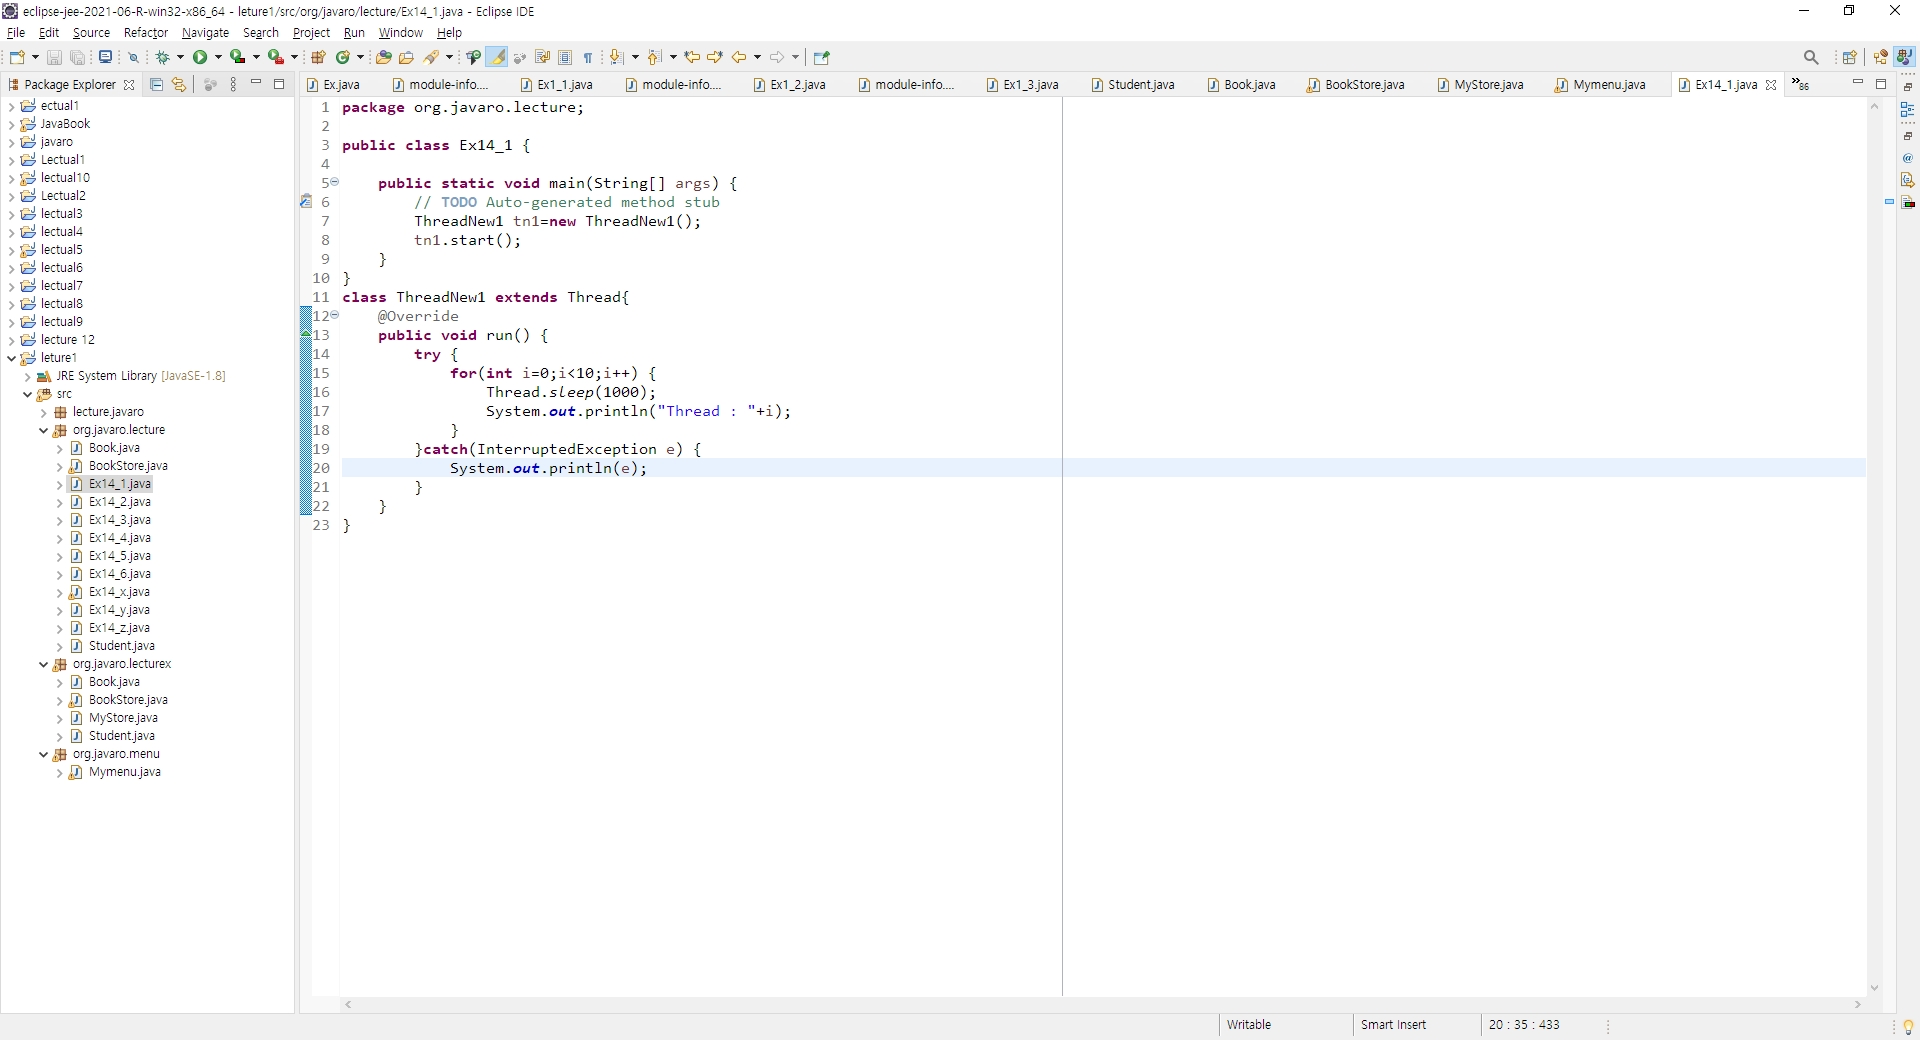 eclipse-jee-2021-06-R-win32-x86_64 - leture1/src/org/javaro/lecture/Ex14_1.java - Eclipse IDE
File Edit Source Refactor Navigate Search Project Run Window Help
Package Explorer
Ex.java module-info.... Ex1_1.java module-info.... Ex1_2.java module-info.... Ex1_3.java Student.java Book.java BookStore.java MyStore.java Mymenu.java Ex14_1.java »86
ectual1
JavaBook
javaro
Lectual1
lectual10
Lectual2
lectual3
lectual4
lectual5
lectual6
lectual7
lectual8
lectual9
lecture 12
leture1
JRE System Library [JavaSE-1.8]
src
lecture.javaro
org.javaro.lecture
Book.java
BookStore.java
Ex14_1.java
Ex14_2.java
Ex14_3.java
Ex14_4.java
Ex14_5.java
Ex14_6.java
Ex14_x.java
Ex14_y.java
Ex14_z.java
Student.java
org.javaro.lecturex
Book.java
BookStore.java
MyStore.java
Student.java
org.javaro.menu
Mymenu.java
1 package org.javaro.lecture;
2
3 public class Ex14_1 {
4
5     public static void main(String[] args) {
6         // TODO Auto-generated method stub
7         ThreadNew1 tn1=new ThreadNew1();
8         tn1.start();
9     }
10 }
11 class ThreadNew1 extends Thread{
12     @Override
13     public void run() {
14         try {
15             for(int i=0;i<10;i++) {
16                 Thread.sleep(1000);
17                 System.out.println("Thread : "+i);
18             }
19         }catch(InterruptedException e) {
20             System.out.println(e);
21         }
22     }
23 }
Writable Smart Insert 20 : 35 : 433